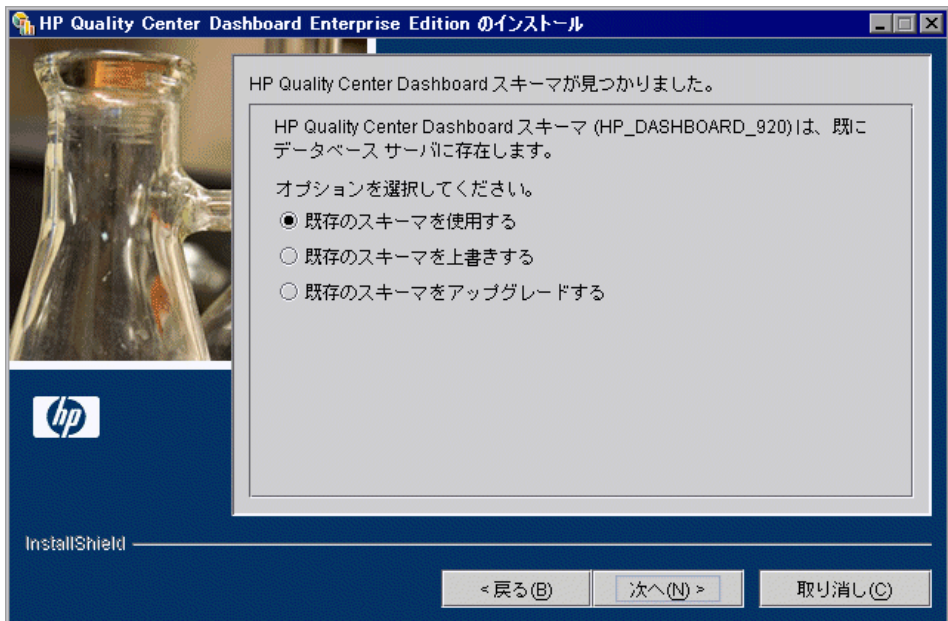 HP Quality Center Dashboard Enterprise Edition のインストール
HP Quality Center Dashboard スキーマが見つかりました。
HP Quality Center Dashboard スキーマ (HP_DASHBOARD_920)は、既に
データベース サーバに存在します。
オプションを選択してください。
既存のスキーマを使用する
既存のスキーマを上書きする
既存のスキーマをアップグレードする
hp
InstallShield
< 戻る(B)
次へ(N) >
取り消し(C)